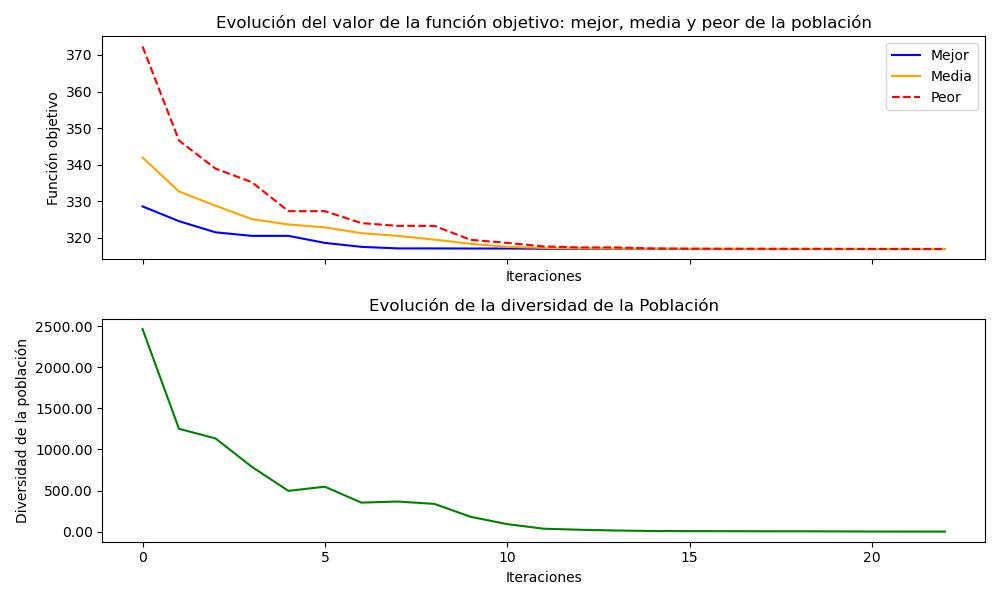 Evolución del valor de la función objetivo: mejor, media y peor de la población
370
360
350
340
330
320
Función objetivo
Mejor
Media
Peor
Iteraciones
Evolución de la diversidad de la Población
2500.00
2000.00
1500.00
1000.00
500.00
0.00
Diversidad de la población
0
5
10
15
20
Iteraciones